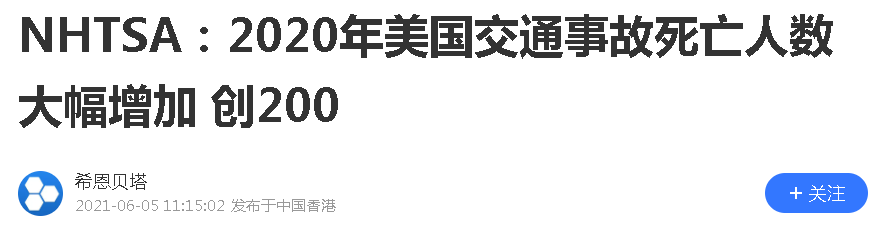 NHTSA：2020年美国交通事故死亡人数
大幅增加 创200
希恩贝塔
2021-06-05 11:15:02 发布于中国香港
+ 关注